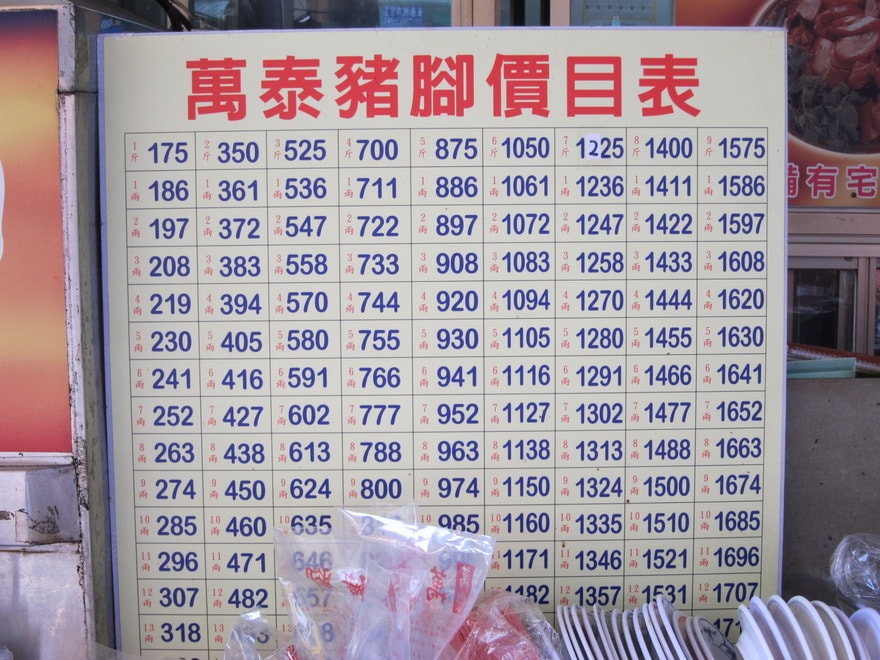 萬泰豬腳價目表
1斤 175 2斤 350 3斤 525 4斤 700 5斤 875 6斤 1050 7斤 1225 8斤 1400 9斤 1575
1兩 186 1兩 361 1兩 536 1兩 711 1兩 886 1兩 1061 1兩 1236 1兩 1411 1兩 1586
2兩 197 2兩 372 2兩 547 2兩 722 2兩 897 2兩 1072 2兩 1247 2兩 1422 2兩 1597
3兩 208 3兩 383 3兩 558 3兩 733 3兩 908 3兩 1083 3兩 1258 3兩 1433 3兩 1608
4兩 219 4兩 394 4兩 570 4兩 744 4兩 920 4兩 1094 4兩 1270 4兩 1444 4兩 1620
5兩 230 5兩 405 5兩 580 5兩 755 5兩 930 5兩 1105 5兩 1280 5兩 1455 5兩 1630
6兩 241 6兩 416 6兩 591 6兩 766 6兩 941 6兩 1116 6兩 1291 6兩 1466 6兩 1641
7兩 252 7兩 427 7兩 602 7兩 777 7兩 952 7兩 1127 7兩 1302 7兩 1477 7兩 1652
8兩 263 8兩 438 8兩 613 8兩 788 8兩 963 8兩 1138 8兩 1313 8兩 1488 8兩 1663
9兩 274 9兩 450 9兩 624 9兩 800 9兩 974 9兩 1150 9兩 1324 9兩 1500 9兩 1674
10兩 285 10兩 460 10兩 635 985 10兩 1160 10兩 1335 10兩 1510 10兩 1685
11兩 296 11兩 471 646 1171 11兩 1346 11兩 1521 11兩 1696
12兩 307 12兩 482 657 1182 12兩 1357 12兩 1531 12兩 1707
13兩 318
有宅